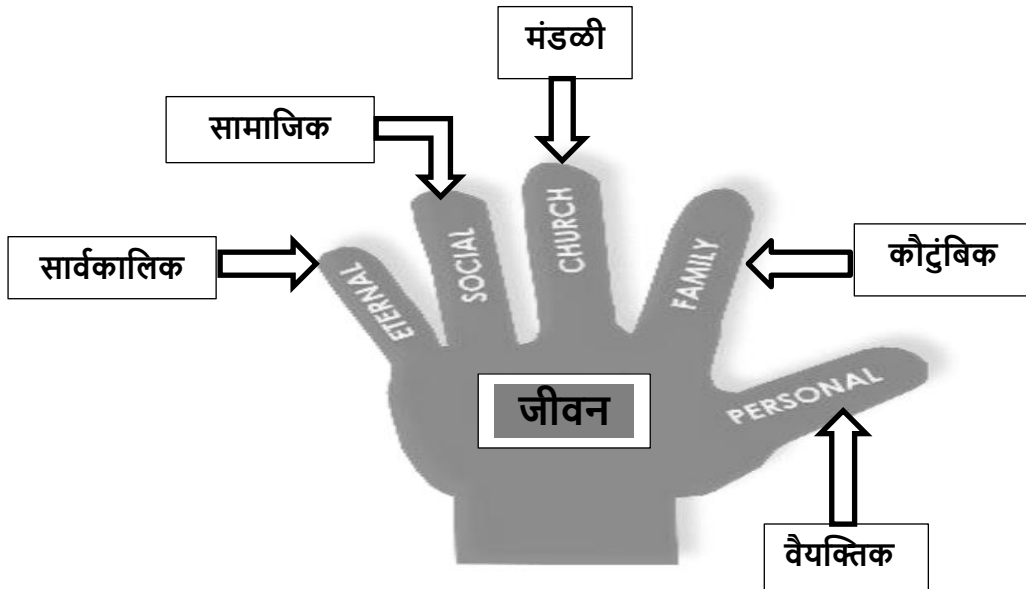 मंडळी
सामाजिक
सार्वकालिक
कौटुंबिक
ETERNAL
SOCIAL
CHURCH
FAMILY
PERSONAL
जीवन
वैयक्तिक